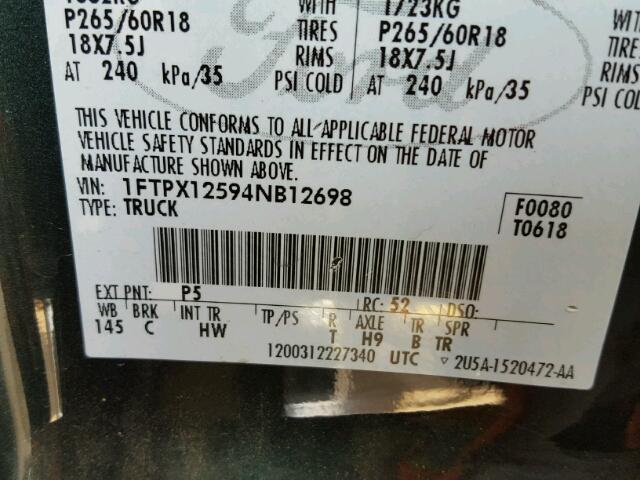 WITH 1723KG WITH
P265/60R18 TIRES P265/60R18 TIRES
18X7.5J RIMS 18X7.5J RIMS
AT 240 kPa/35 PSI COLD AT 240 kPa/35 PSI COLD
Ford
THIS VEHICLE CONFORMS TO ALL APPLICABLE FEDERAL MOTOR
VEHICLE SAFETY STANDARDS IN EFFECT ON THE DATE OF
MANUFACTURE SHOWN ABOVE.
VIN: 1FTPX12594NB12698 F0080
TYPE: TRUCK T0618
EXT PNT: P5 RC: 52 DSO:
WB BRK INT TR TP/PS R AXLE TR SPR
145 C HW T H9 B TR
1200312227340 UTC ▽ 2U5A-1520472-AA